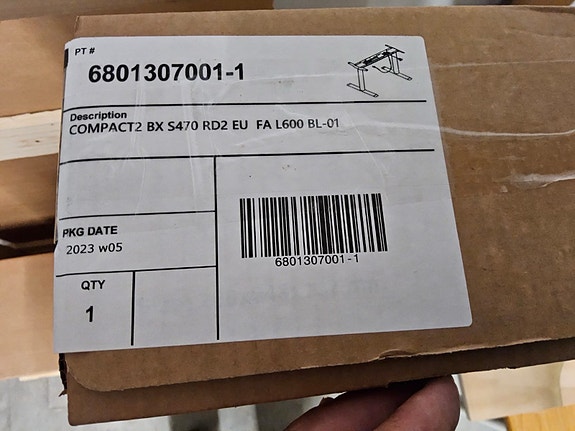 PT #
6801307001-1
Description
COMPACT2 BX S470 RD2 EU FA L600 BL-01
PKG DATE
2023 w05
QTY
1
6801307001-1